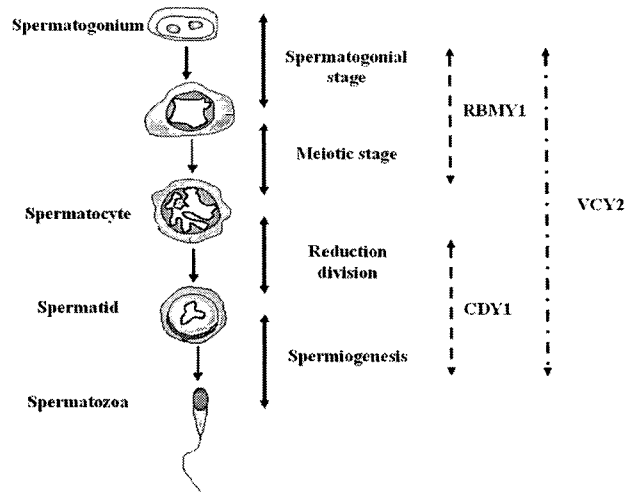 Spermatogonium
Spermatogonial
stage
RBMY1
Meiotic stage
Spermatocyte
VCY2
Reduction
division
Spermatid
CDY1
Spermiogenesis
Spermatozoa